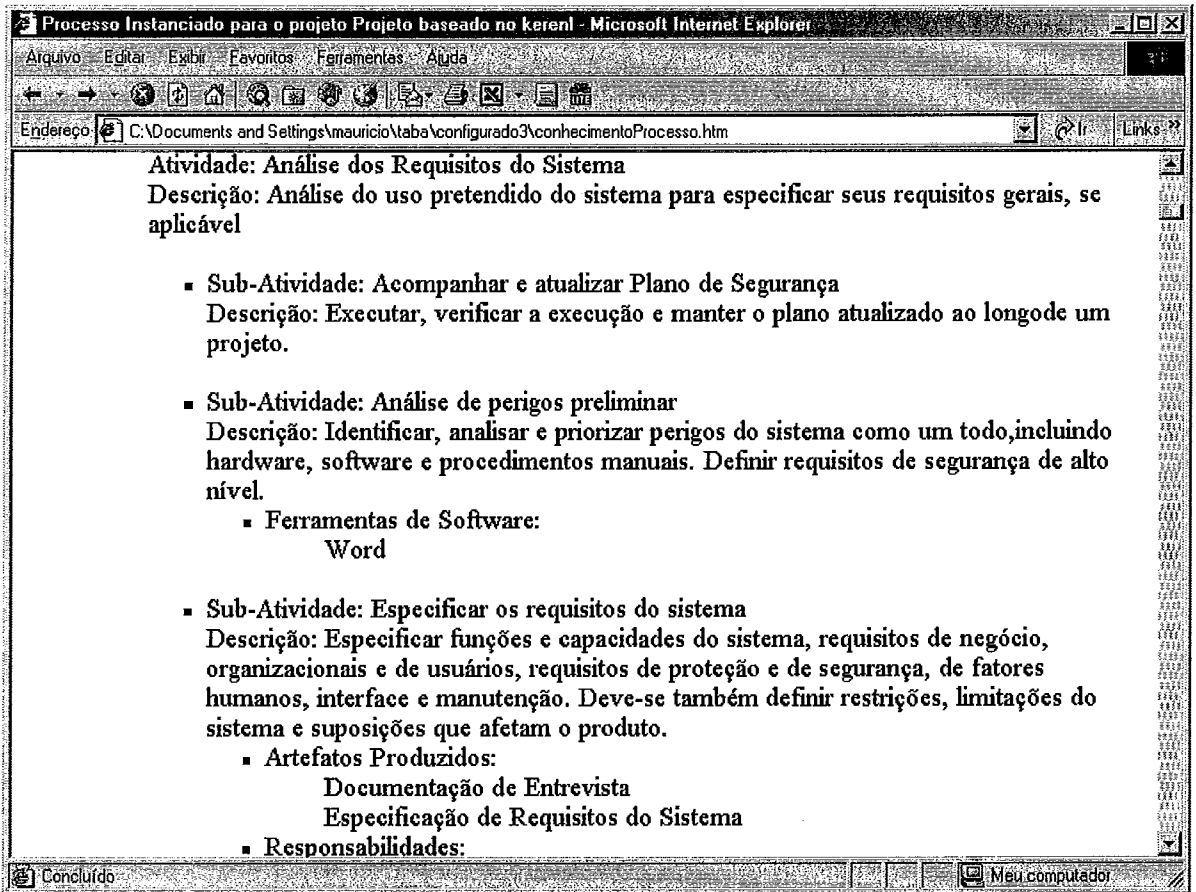 Processo Instanciado para o projeto Projeto baseado no kerenl - Microsoft Internet Explorer
Arquivo Editar Exibir Favoritos Ferramentas Ajuda
Endereço C:\Documents and Settings\mauricio\taba\configurado3\conhecimentoProcesso.htm Ir Links »
Atividade: Análise dos Requisitos do Sistema
Descrição: Análise do uso pretendido do sistema para especificar seus requisitos gerais, se
aplicável
▪ Sub-Atividade: Acompanhar e atualizar Plano de Segurança
Descrição: Executar, verificar a execução e manter o plano atualizado ao longode um
projeto.
▪ Sub-Atividade: Análise de perigos preliminar
Descrição: Identificar, analisar e priorizar perigos do sistema como um todo,incluindo
hardware, software e procedimentos manuais. Definir requisitos de segurança de alto
nível.
▪ Ferramentas de Software:
Word
▪ Sub-Atividade: Especificar os requisitos do sistema
Descrição: Especificar funções e capacidades do sistema, requisitos de negócio,
organizacionais e de usuários, requisitos de proteção e de segurança, de fatores
humanos, interface e manutenção. Deve-se também definir restrições, limitações do
sistema e suposições que afetam o produto.
▪ Artefatos Produzidos:
Documentação de Entrevista
Especificação de Requisitos do Sistema
▪ Responsabilidades:
Concluído Meu computador